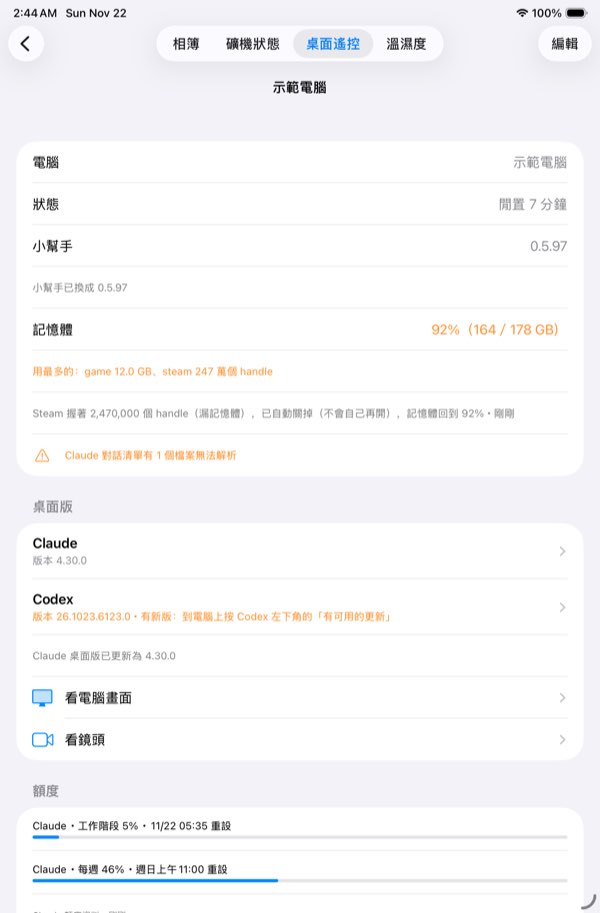 2:44 AM Sun Nov 22
100%
相簿 礦機狀態 桌面遙控 溫濕度 編輯
示範電腦
電腦 示範電腦
狀態 閒置 7 分鐘
小幫手 0.5.97
小幫手已換成 0.5.97
記憶體 92%（164 / 178 GB）
用最多的：game 12.0 GB、steam 247 萬個 handle
Steam 握著 2,470,000 個 handle（漏記憶體），已自動關掉（不會自己再開），記憶體回到 92%・剛剛
Claude 對話清單有 1 個檔案無法解析
桌面版
Claude
版本 4.30.0
Codex
版本 26.1023.6123.0・有新版：到電腦上按 Codex 左下角的「有可用的更新」
Claude 桌面版已更新為 4.30.0
看電腦畫面
看鏡頭
額度
Claude・工作階段 5%・11/22 05:35 重設
Claude・每週 46%・週日上午11:00 重設